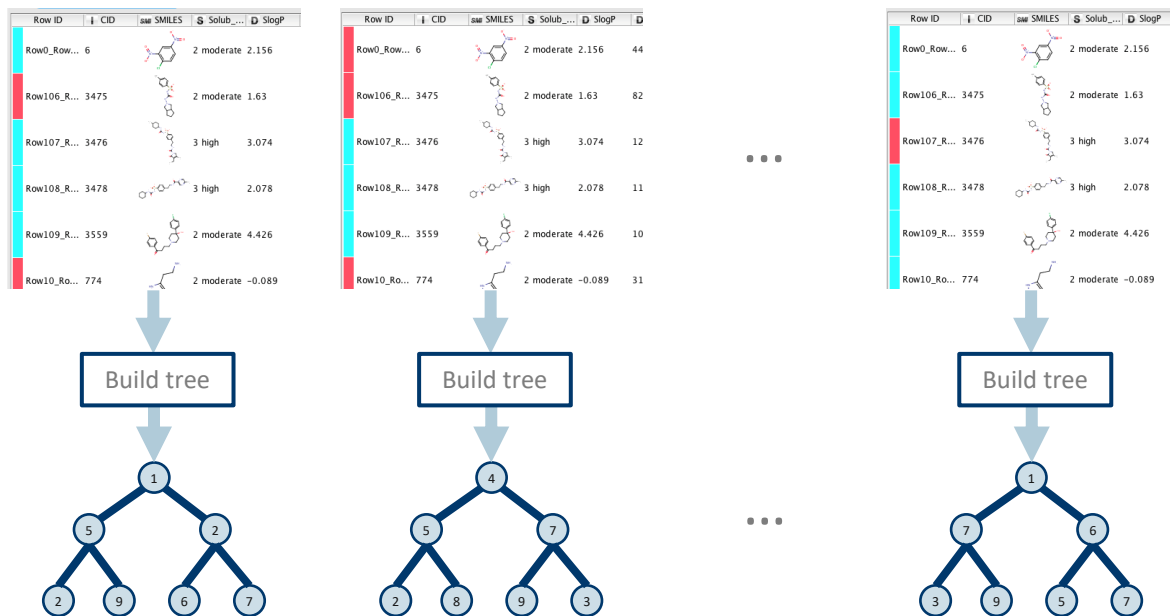 Row ID CID SMILES Solub_... SlogP
Row0_Row... 6 2 moderate 2.156
Row106_R... 3475 2 moderate 1.63
Row107_R... 3476 3 high 3.074
Row108_R... 3478 3 high 2.078
Row109_R... 3559 2 moderate 4.426
Row10_Ro... 774 2 moderate -0.089
Build tree
1
5 2
2 9 6 7
Row ID CID SMILES Solub_... SlogP
Row0_Row... 6 2 moderate 2.156 44
Row106_R... 3475 2 moderate 1.63 82
Row107_R... 3476 3 high 3.074 12
Row108_R... 3478 3 high 2.078 11
Row109_R... 3559 2 moderate 4.426 10
Row10_Ro... 774 2 moderate -0.089 31
Build tree
4
5 7
2 8 9 3
...
...
Row ID CID SMILES Solub_... SlogP
Row0_Row... 6 2 moderate 2.156
Row106_R... 3475 2 moderate 1.63
Row107_R... 3476 3 high 3.074
Row108_R... 3478 3 high 2.078
Row109_R... 3559 2 moderate 4.426
Row10_Ro... 774 2 moderate -0.089
Build tree
1
7 6
3 9 5 7